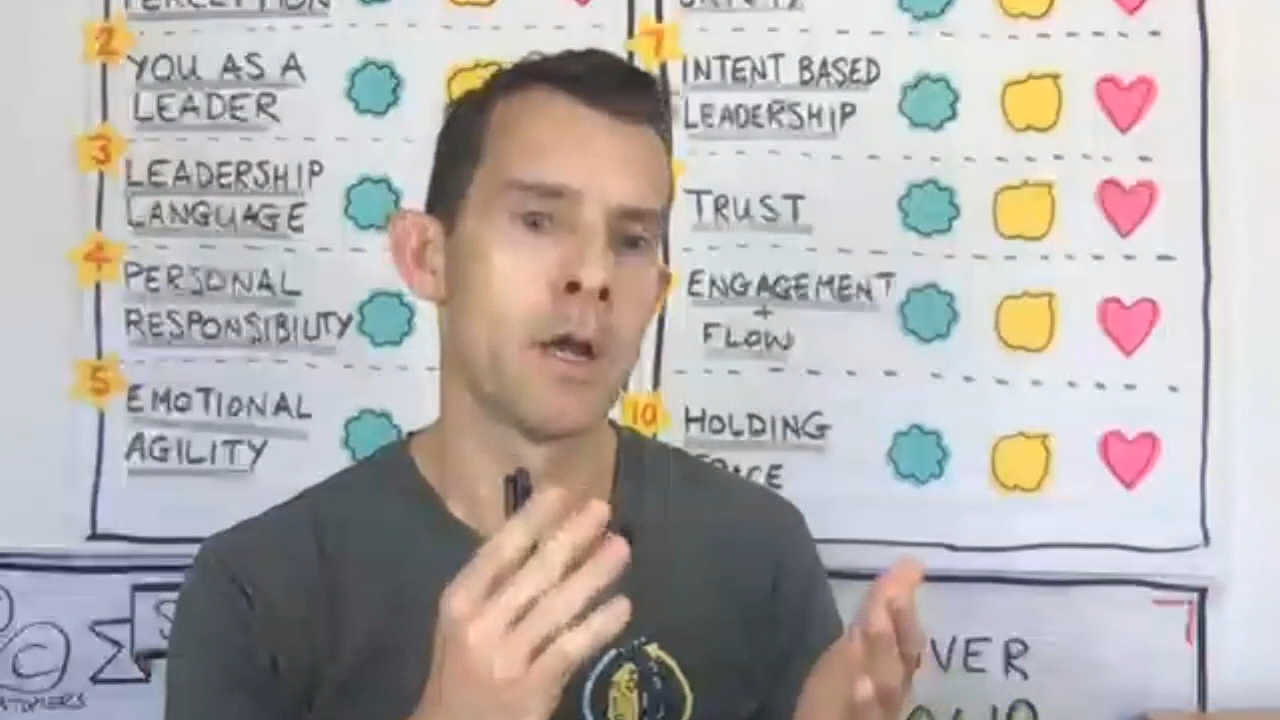 PERCEPTION
2
YOU AS A
LEADER
3
LEADERSHIP
LANGUAGE
4
PERSONAL
RESPONSIBILITY
5
EMOTIONAL
AGILITY
7
INTENT BASED
LEADERSHIP
TRUST
ENGAGEMENT
+
FLOW
10
HOLDING
C
Σ
VER